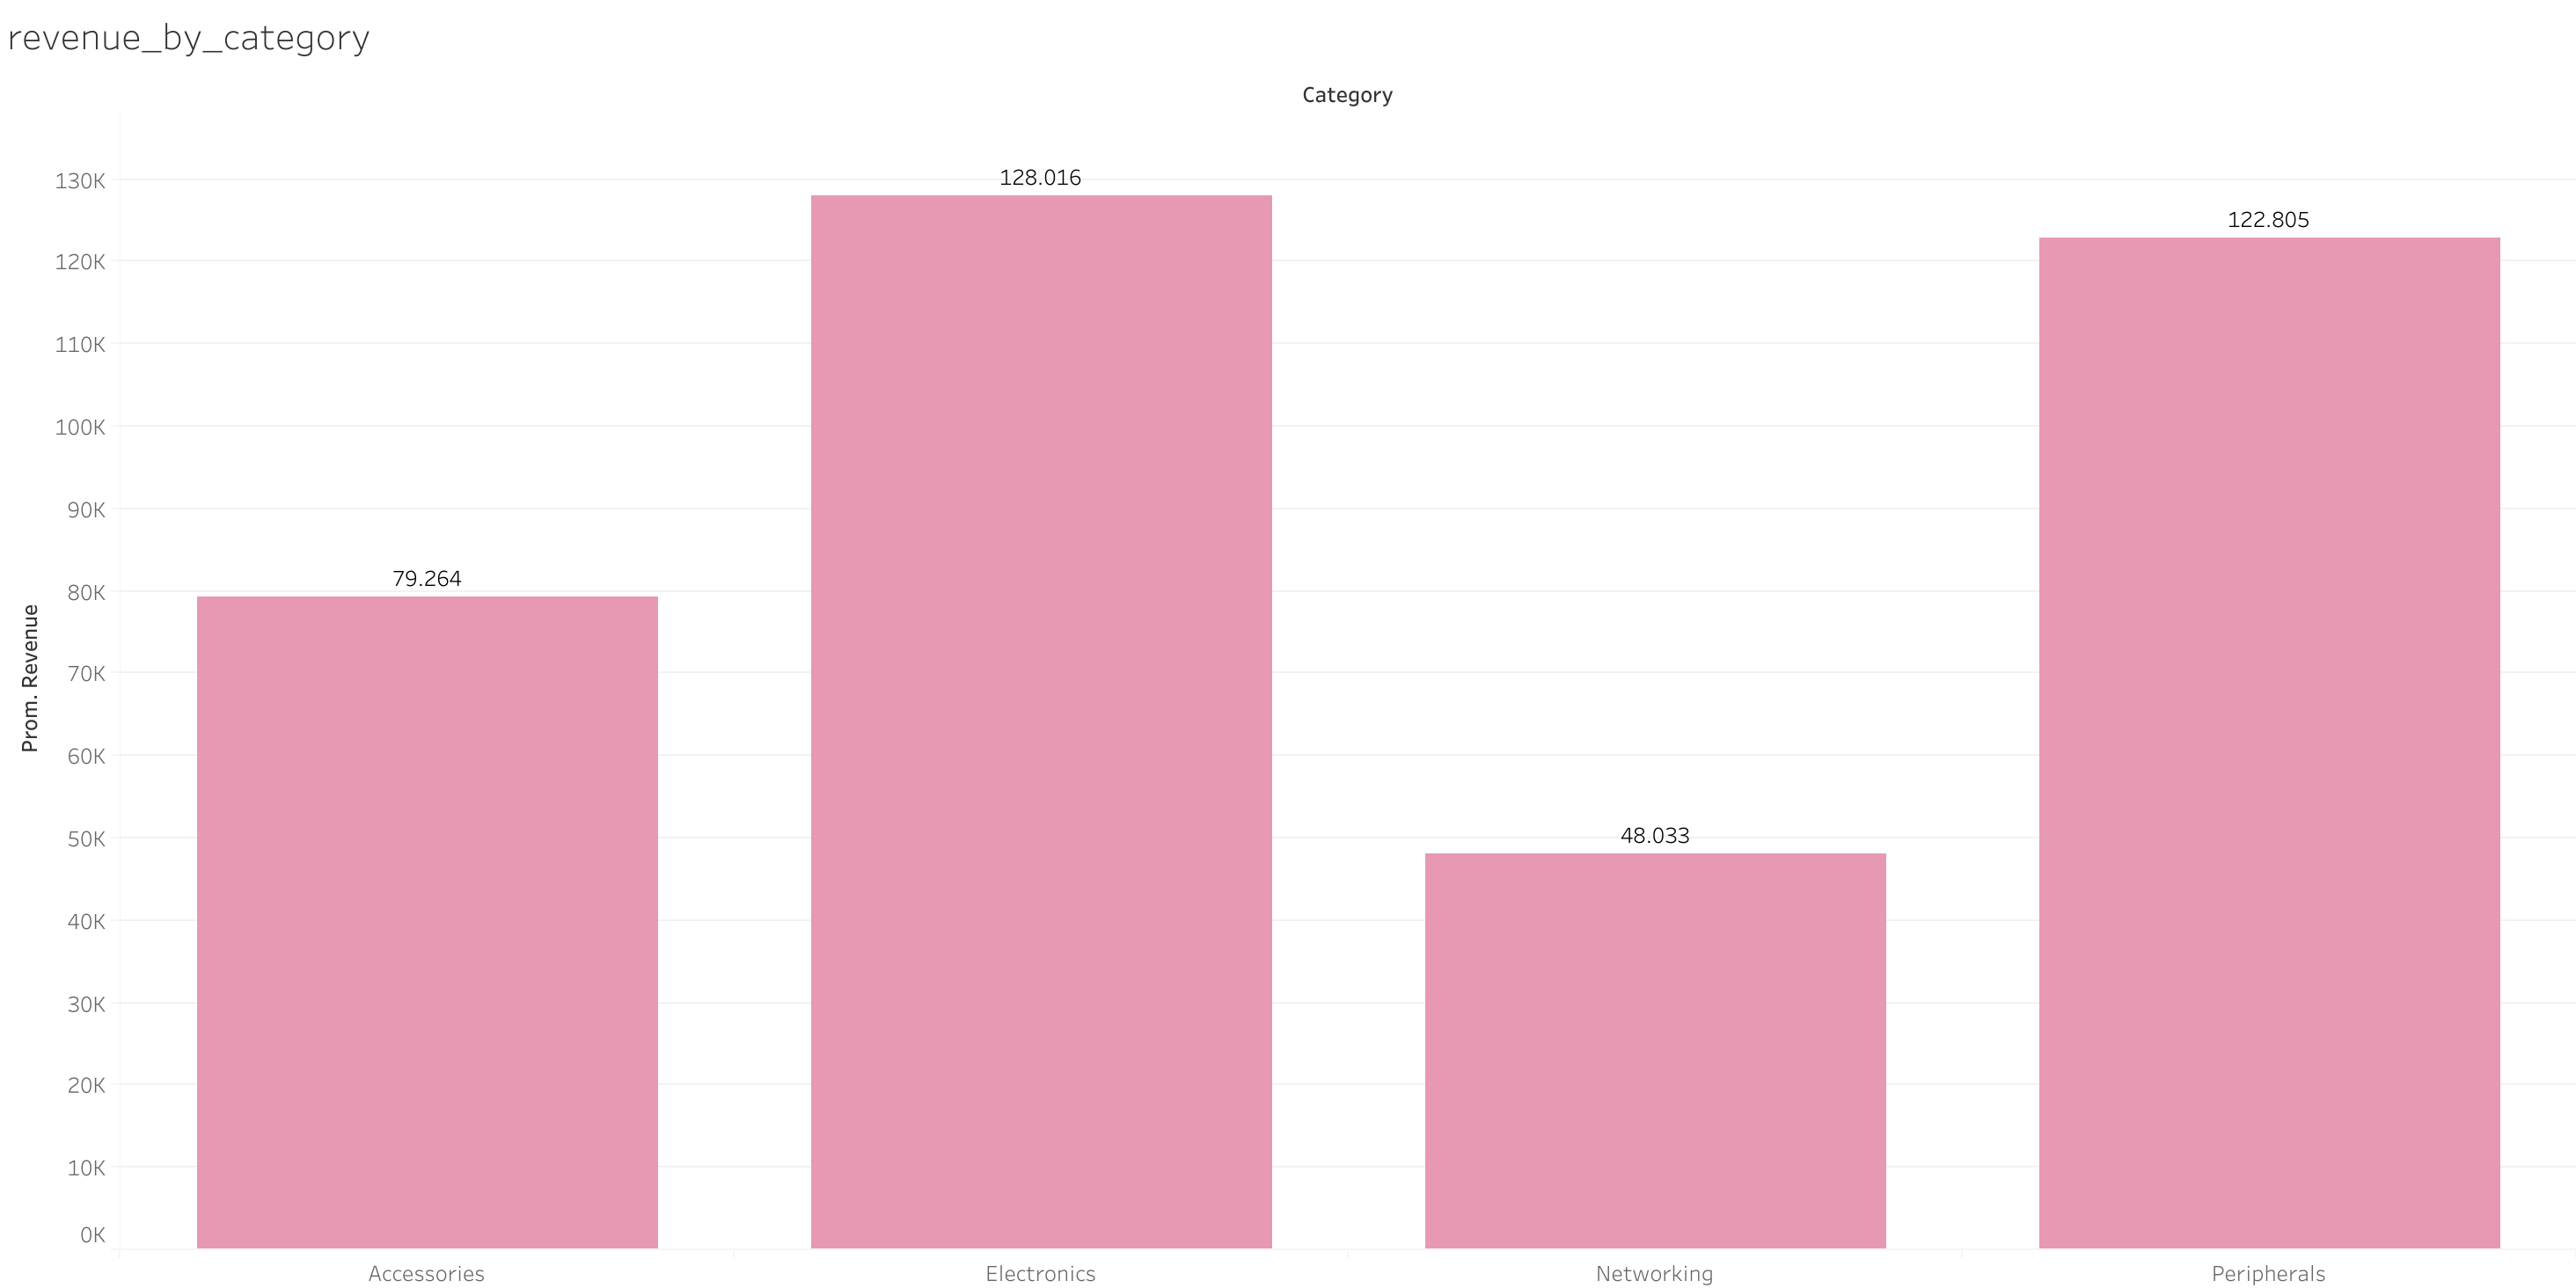 revenue_by_category
Category
130K
120K
110K
100K
90K
80K
70K
60K
50K
40K
30K
20K
10K
0K
Prom. Revenue
79.264
128.016
48.033
122.805
Accessories
Electronics
Networking
Peripherals